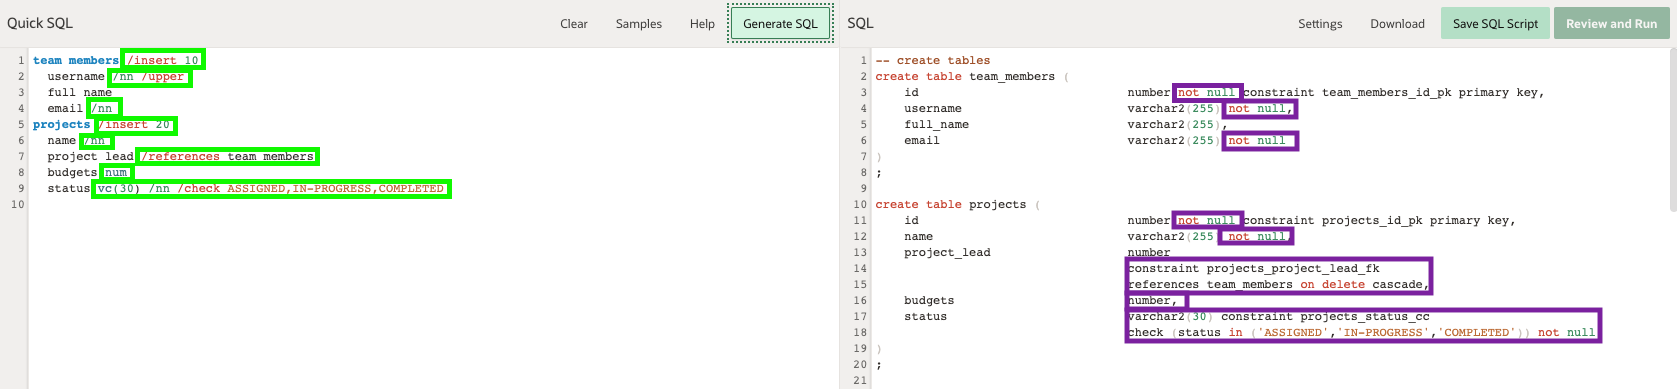 Quick SQL
Clear
Samples
Help
Generate SQL
1 team members /insert 10
2 username /nn /upper
3 full name
4 email /nn
5 projects /insert 20
6 name /nn
7 project lead /references team members
8 budgets num
9 status vc(30) /nn /check ASSIGNED,IN-PROGRESS,COMPLETED
10
SQL
Settings
Download
Save SQL Script
Review and Run
1 -- create tables
2 create table team_members (
3 id number not null constraint team_members_id_pk primary key,
4 username varchar2(255) not null,
5 full_name varchar2(255),
6 email varchar2(255) not null
7 )
8 ;
9
10 create table projects (
11 id number not null constraint projects_id_pk primary key,
12 name varchar2(255) not null,
13 project_lead number
14 constraint projects_project_lead_fk
15 references team_members on delete cascade,
16 budgets number,
17 status varchar2(30) constraint projects_status_cc
18 check (status in ('ASSIGNED','IN-PROGRESS','COMPLETED')) not null
19 )
20 ;
21